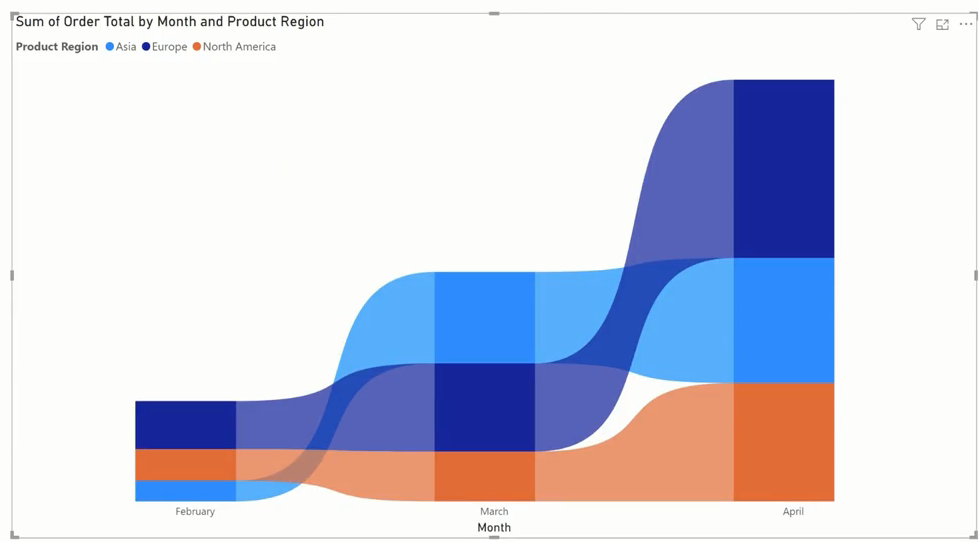 Sum of Order Total by Month and Product Region
Product Region Asia Europe North America
February March April
Month